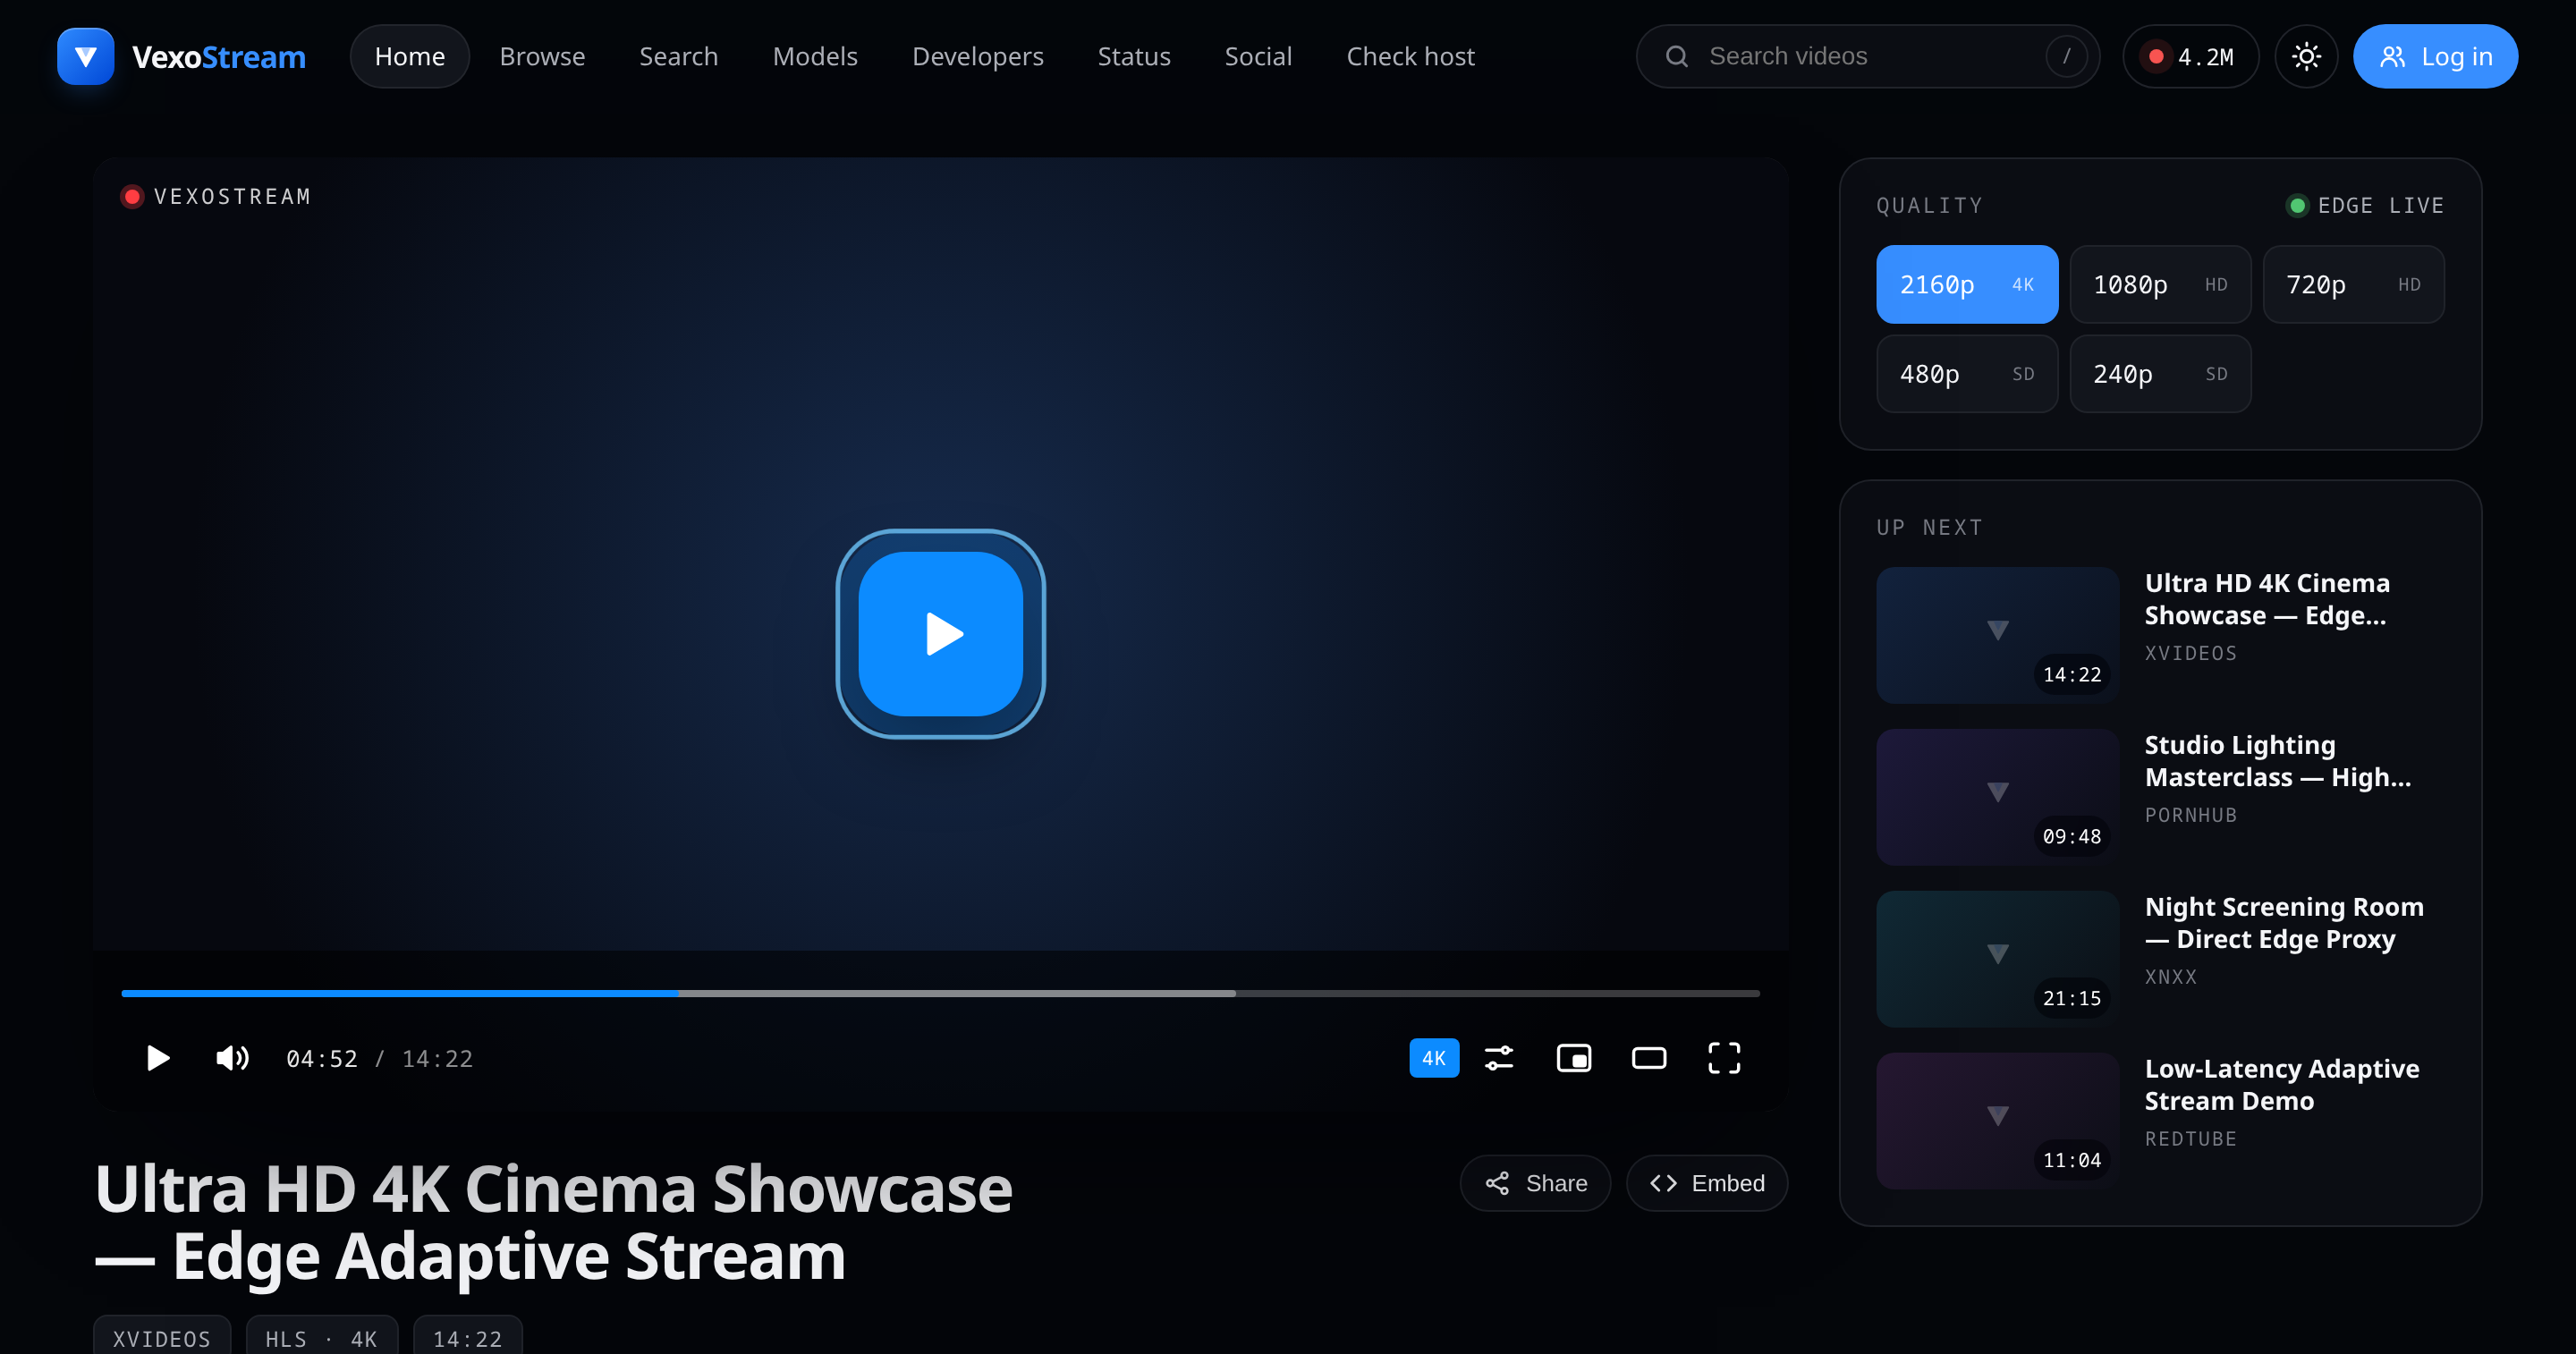 VexoStream
Home
Browse
Search
Models
Developers
Status
Social
Check host
Search videos
/
4.2M
Log in
VEXOSTREAM
04:52 / 14:22
4K
Ultra HD 4K Cinema Showcase
— Edge Adaptive Stream
Share
Embed
XVIDEOS
HLS · 4K
14:22
QUALITY
EDGE LIVE
2160p 4K
1080p HD
720p HD
480p SD
240p SD
UP NEXT
14:22
Ultra HD 4K Cinema
Showcase — Edge...
XVIDEOS
09:48
Studio Lighting
Masterclass — High...
PORNHUB
21:15
Night Screening Room
— Direct Edge Proxy
XNXX
11:04
Low-Latency Adaptive
Stream Demo
REDTUBE